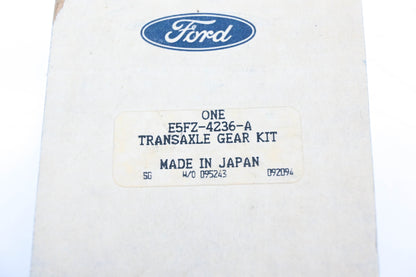 Ford
ONE
E5FZ-4236-A
TRANSAXLE GEAR KIT
MADE IN JAPAN
SG W/O 095243 092094